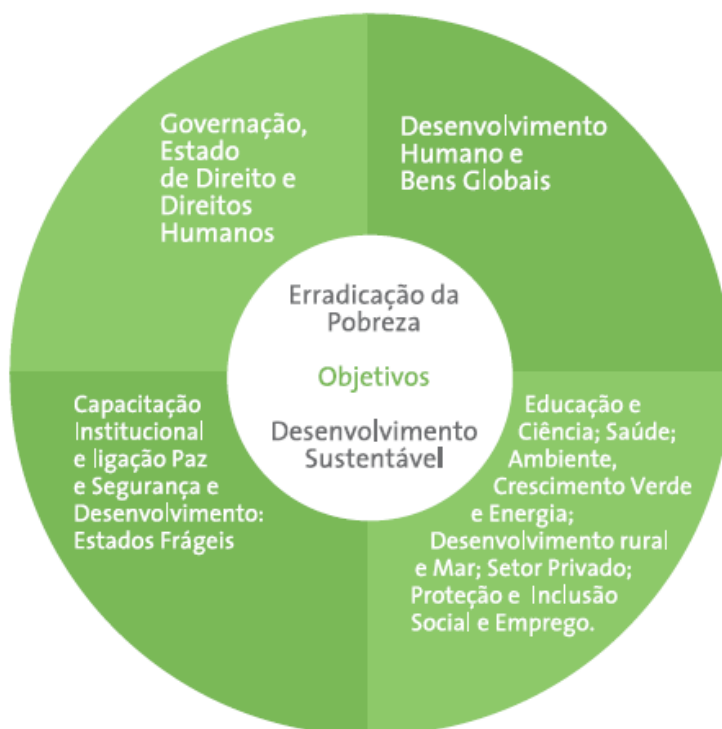 Governação,
Estado
de Direito e
Direitos
Humanos
Desenvolvimento
Humano e
Bens Globais
Erradicação da
Pobreza
Objetivos
Desenvolvimento
Sustentável
Capacitação
Institucional
e ligação Paz
e Segurança e
Desenvolvimento:
Estados Frágeis
Educação e
Ciência; Saúde;
Ambiente,
Crescimento Verde
e Energia;
Desenvolvimento rural
e Mar; Setor Privado;
Proteção e Inclusão
Social e Emprego.